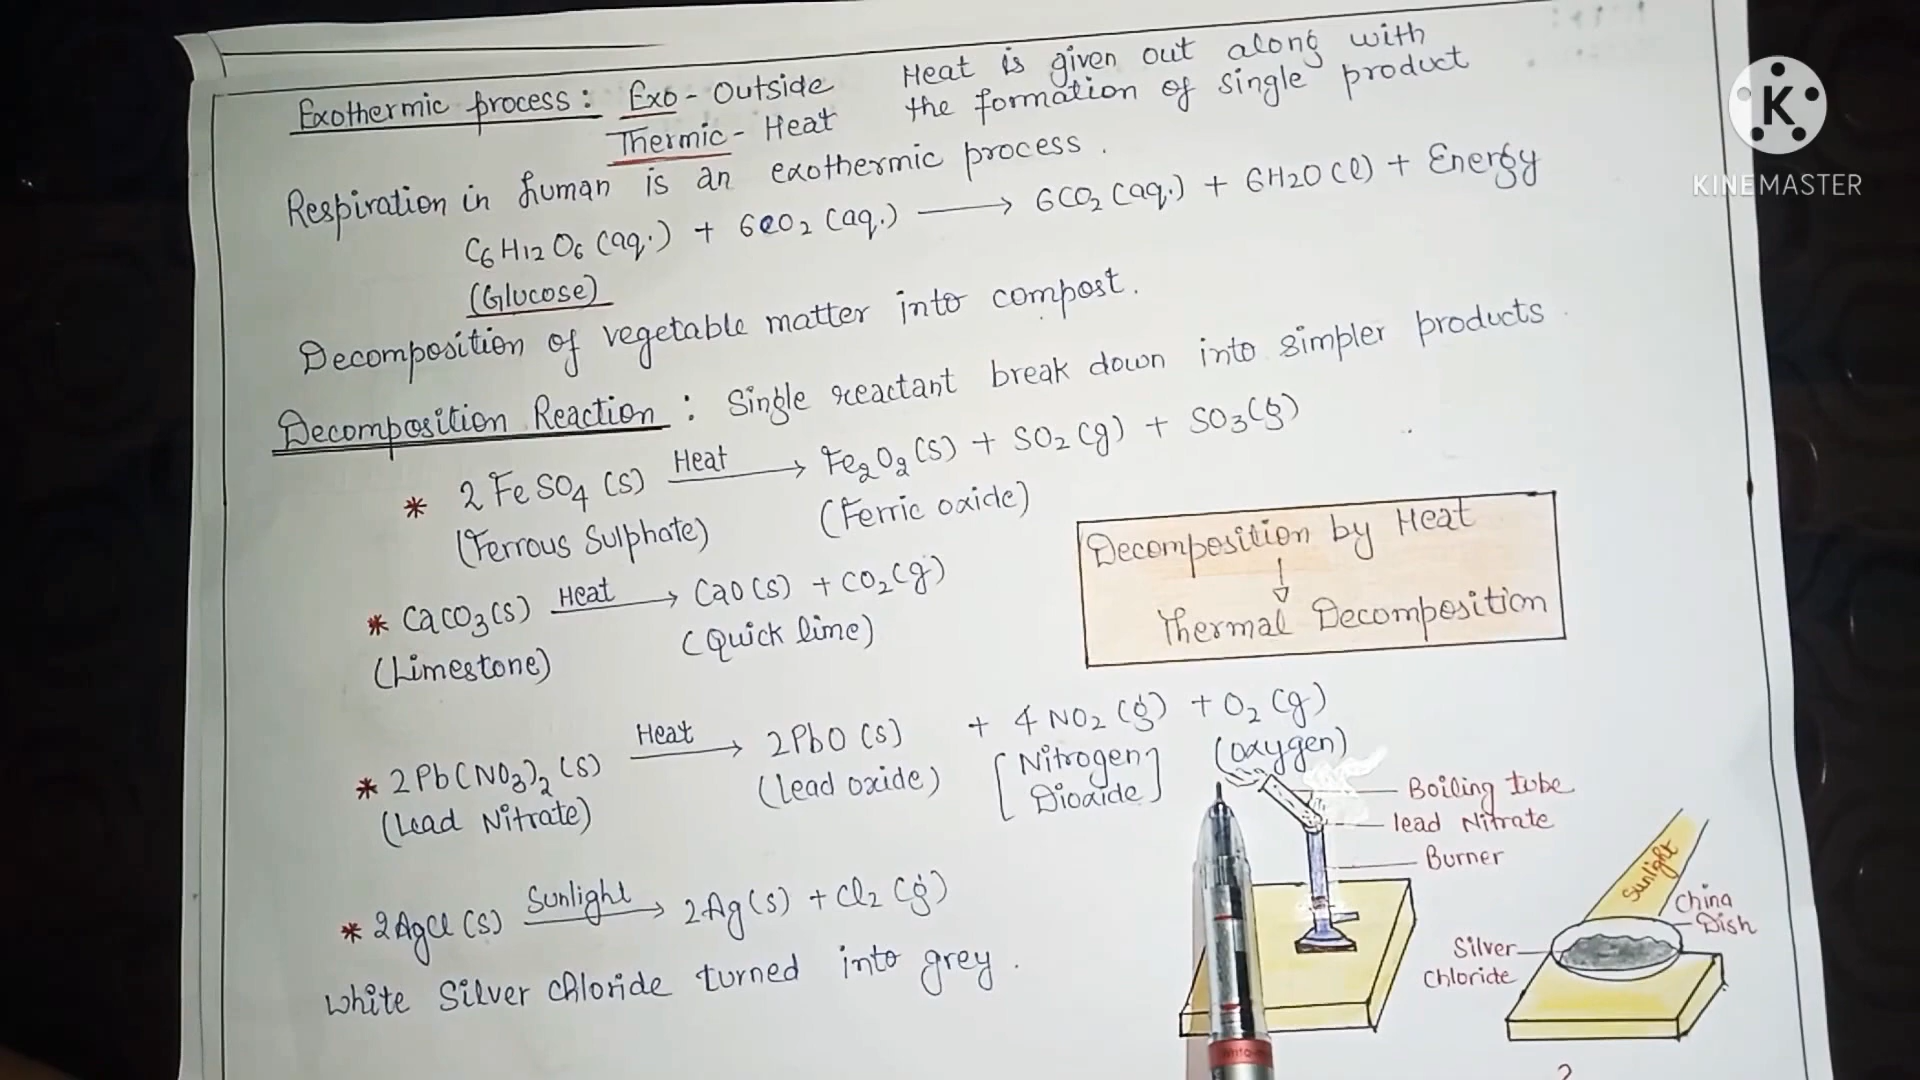 Exothermic process: Exo - Outside
Thermic - Heat
Heat is given out along with
the formation of single product
Respiration in human is an exothermic process.
C6H12O6 (aq.) + 6CO2 (aq.) ⟶ 6CO2 (aq.) + 6H2O (l) + Energy
(Glucose)
Decomposition of vegetable matter into compost.
Decomposition Reaction : Single reactant break down into simpler products
* 2 FeSO4 (s) Heat ⟶ Fe2O2 (s) + SO2 (g) + SO3 (g)
(Ferrous Sulphate) (Ferric oxide)
* CaCO3 (s) Heat ⟶ CaO (s) + CO2 (g)
(Limestone) (Quick lime)
Decomposition by Heat
↓
Thermal Decomposition
* 2Pb(NO3)2 (s) Heat ⟶ 2PbO (s) + 4NO2 (g) + O2 (g)
(Lead Nitrate) (lead oxide) [Nitrogen Dioxide] (oxygen)
* 2AgCl (s) Sunlight ⟶ 2Ag (s) + Cl2 (g)
White Silver Chloride turned into grey.
Boiling tube
lead Nitrate
Burner
Sunlight
China
Dish
Silver
Chloride
K
KINEMASTER